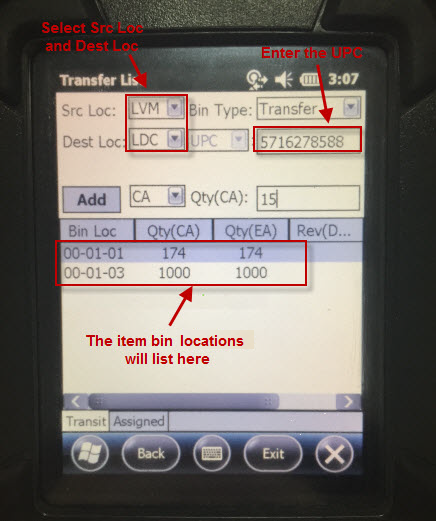 Select Src Loc
and Dest Loc
Enter the UPC
Transfer Lis 3:07
Src Loc: LVM Bin Type: Transfer
Dest Loc: LDC UPC 5716278588
Add CA Qty(CA): 15
Bin Loc Qty(CA) Qty(EA) Rev(D...
00-01-01 174 174
00-01-03 1000 1000
The item bin locations
will list here
Transit Assigned
Back Exit